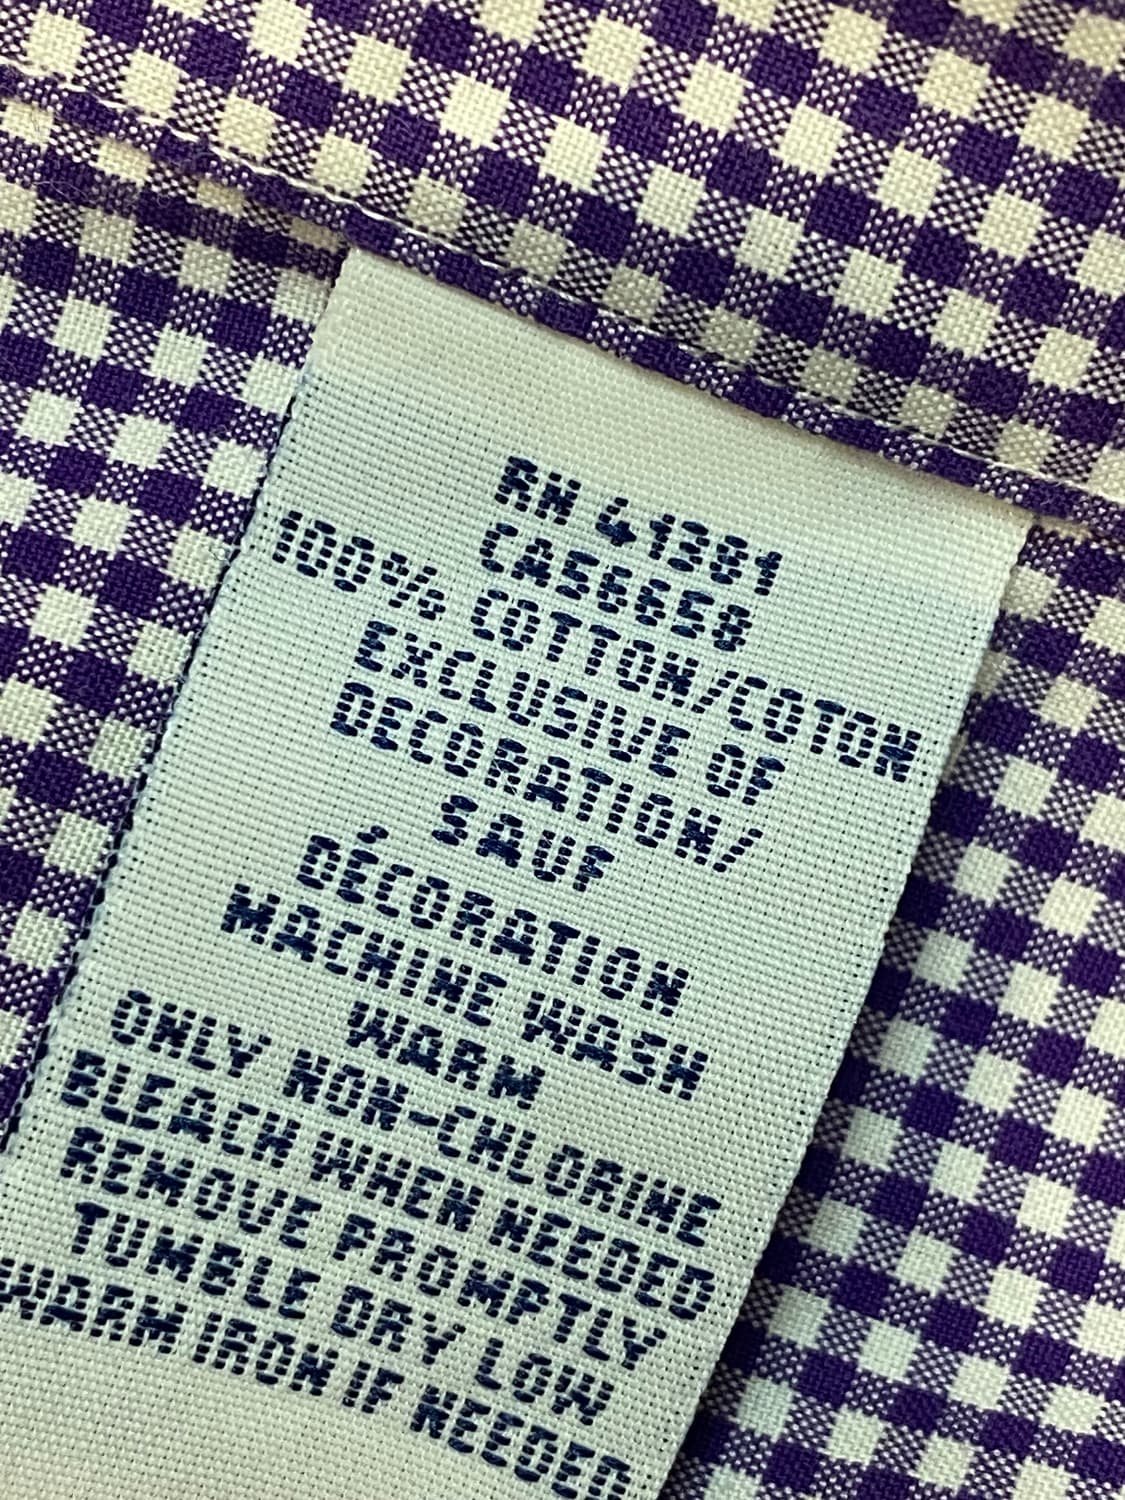 RN 41381
CA56658
100% COTTON/COTON
EXCLUSIVE OF
DECORATION/
SAUF
DÉCORATION
MACHINE WASH
WARM
ONLY NON-CHLORINE
BLEACH WHEN NEEDED
REMOVE PROMPTLY
TUMBLE DRY LOW
WARM IRON IF NEEDED